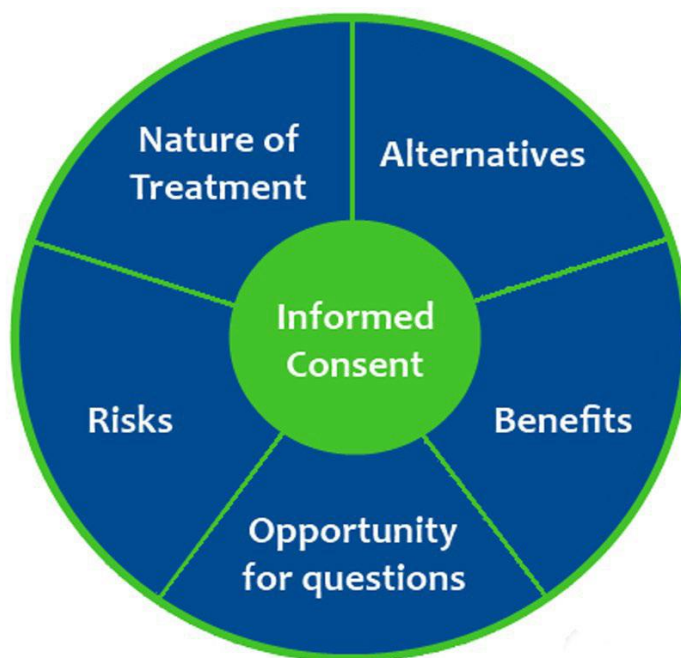 Nature of
Treatment
Alternatives
Informed
Consent
Risks
Benefits
Opportunity
for questions